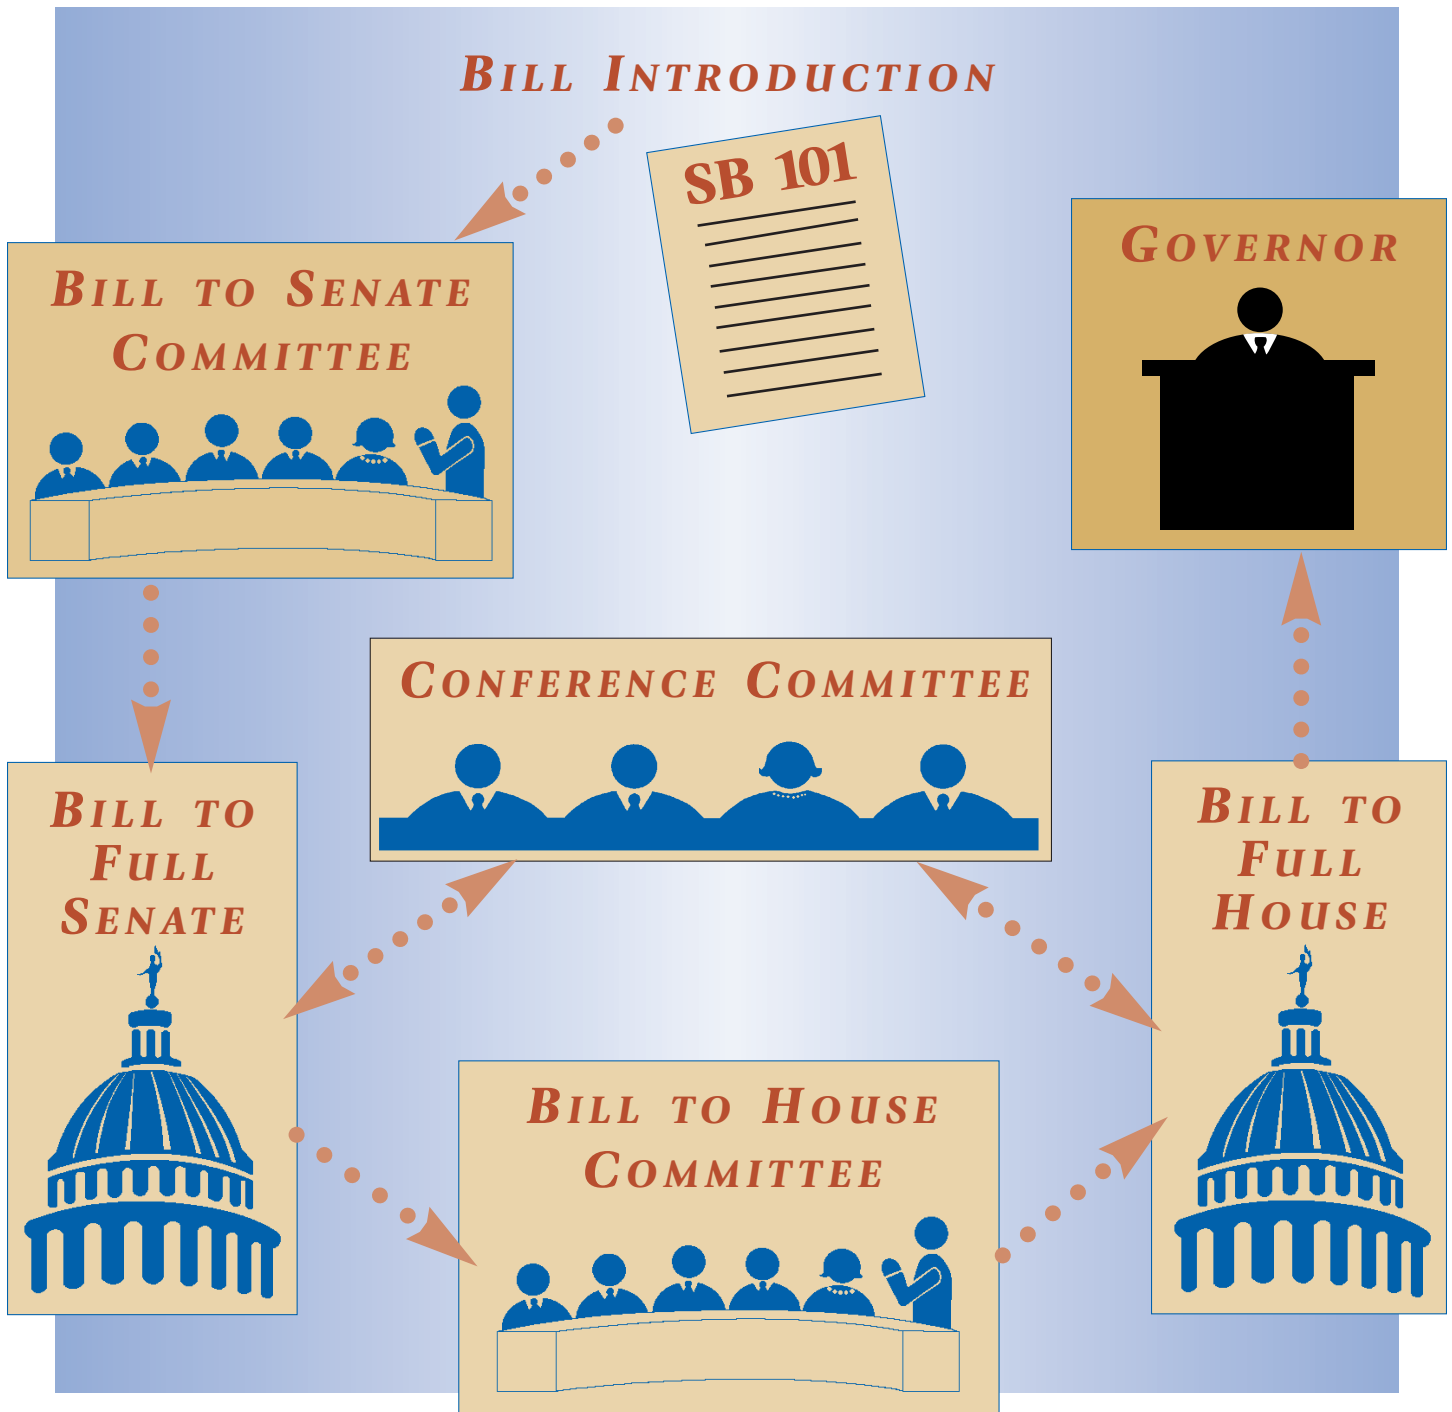 BILL INTRODUCTION
SB 101
GOVERNOR
BILL TO SENATE
COMMITTEE
CONFERENCE COMMITTEE
BILL TO
FULL
SENATE
BILL TO
FULL
HOUSE
BILL TO HOUSE
COMMITTEE